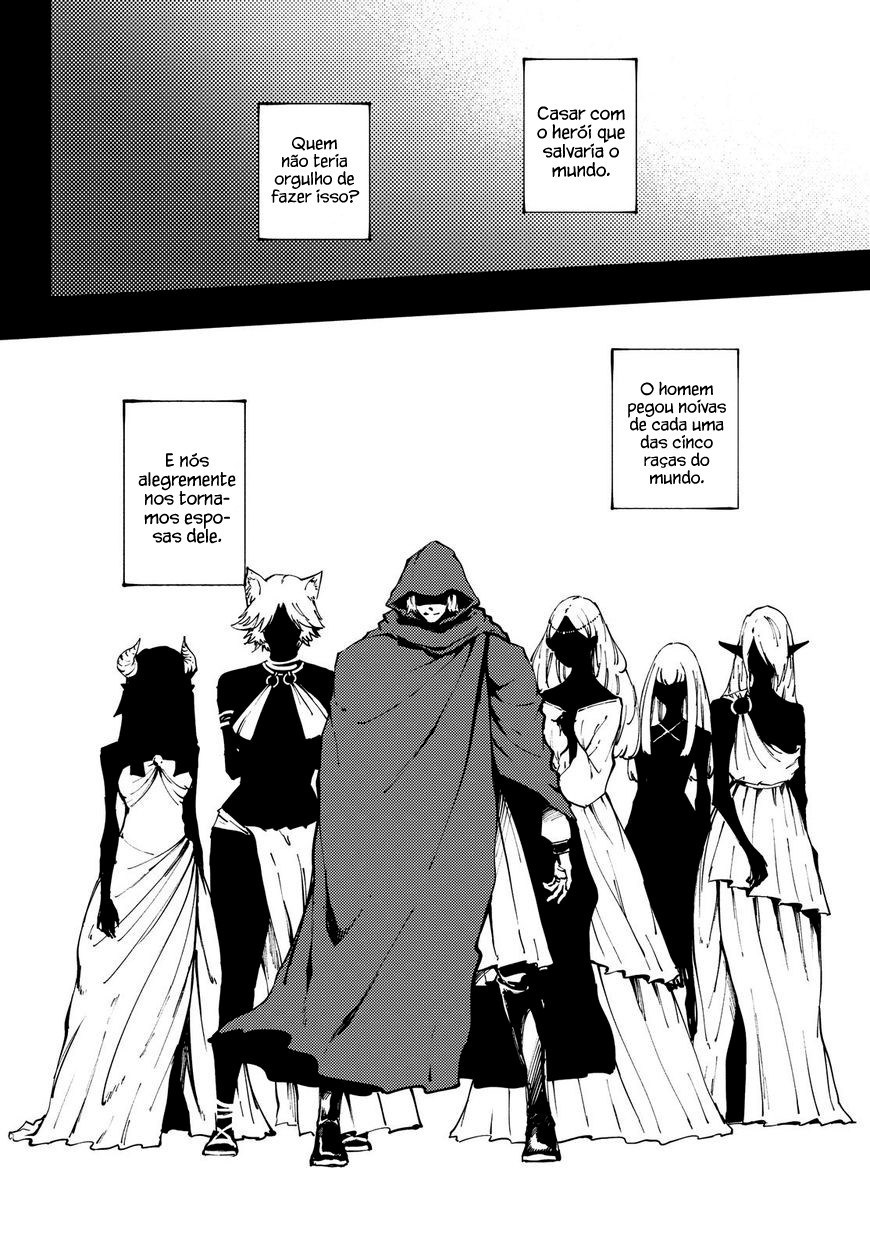 Casar com
o herói que
salvaria o
mundo.
Quem
não teria
orgulho de
fazer isso?
O homem
pegou noivas
de cada uma
das cinco
raças do
mundo.
E nós
alegremente
nos torna-
mos espo-
sas dele.